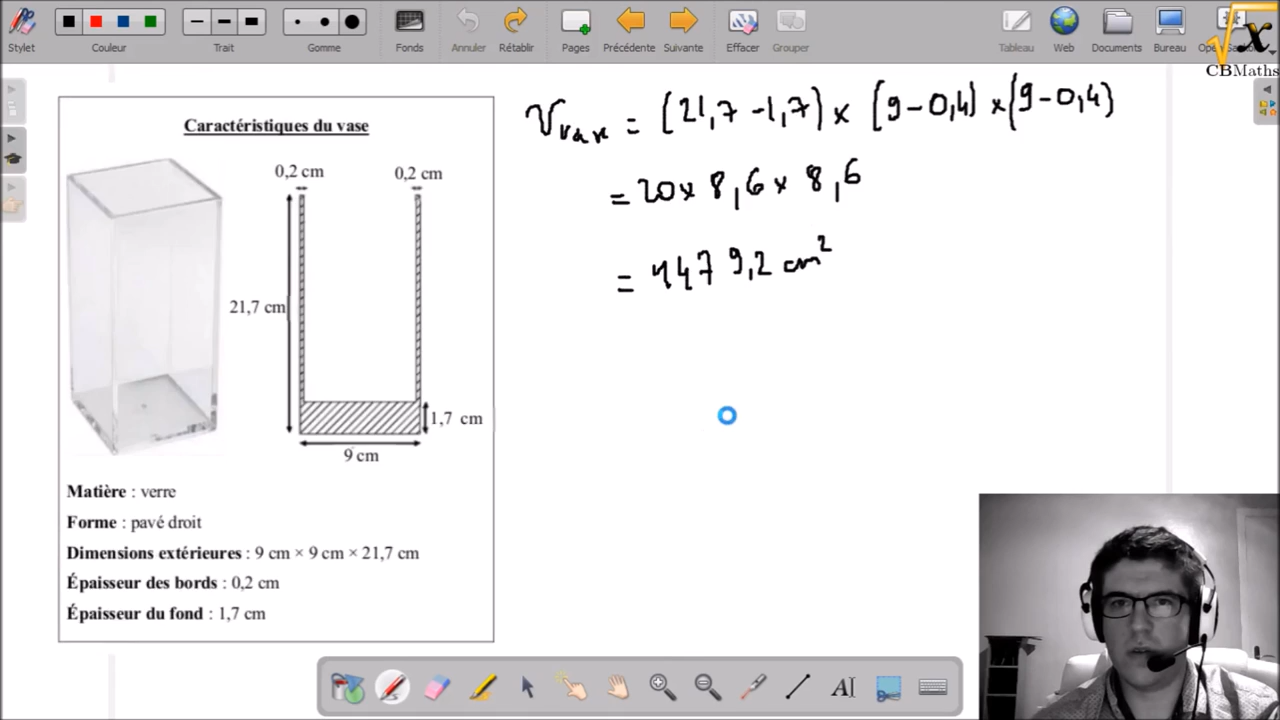 Stylet
Couleur
Trait
Gomme
Fonds
Annuler
Rétablir
Pages
Précédente
Suivante
Effacer
Grouper
Tableau
Web
Documents
Bureau
CBMaths
Caractéristiques du vase
0,2 cm
0,2 cm
21,7 cm
1,7 cm
9 cm
Matière : verre
Forme : pavé droit
Dimensions extérieures : 9 cm × 9 cm × 21,7 cm
Épaisseur des bords : 0,2 cm
Épaisseur du fond : 1,7 cm
V vase = (21,7 - 1,7) × (9 - 0,4) × (9 - 0,4)
= 20 × 8,6 × 8,6
= 1479,2 cm²
AI